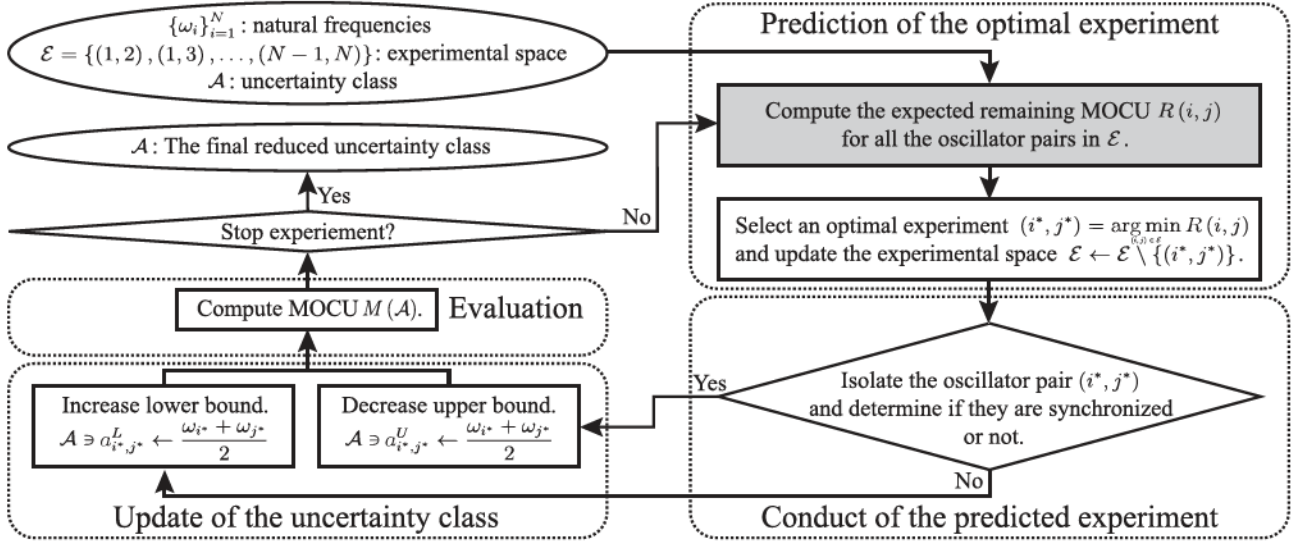 {ω_i}_{i=1}^N : natural frequencies
ℰ = {(1, 2) , (1, 3) , . . . , (N − 1, N)}: experimental space
𝒜: uncertainty class
Prediction of the optimal experiment
Compute the expected remaining MOCU R (i, j)
for all the oscillator pairs in ℰ .
𝒜: The final reduced uncertainty class
Yes
No
Stop experiement?
Select an optimal experiment (i*, j*) = arg min R (i, j)
(i,j)∈ℰ
and update the experimental space ℰ ← ℰ \ {(i*, j*)}.
Compute MOCU M (𝒜).
Evaluation
Yes
Isolate the oscillator pair (i*, j*)
and determine if they are synchronized
or not.
No
Increase lower bound.
𝒜 ∋ a^L_{i*,j*} ← (ω_{i*} + ω_{j*})/2
Decrease upper bound.
𝒜 ∋ a^U_{i*,j*} ← (ω_{i*} + ω_{j*})/2
Update of the uncertainty class
Conduct of the predicted experiment